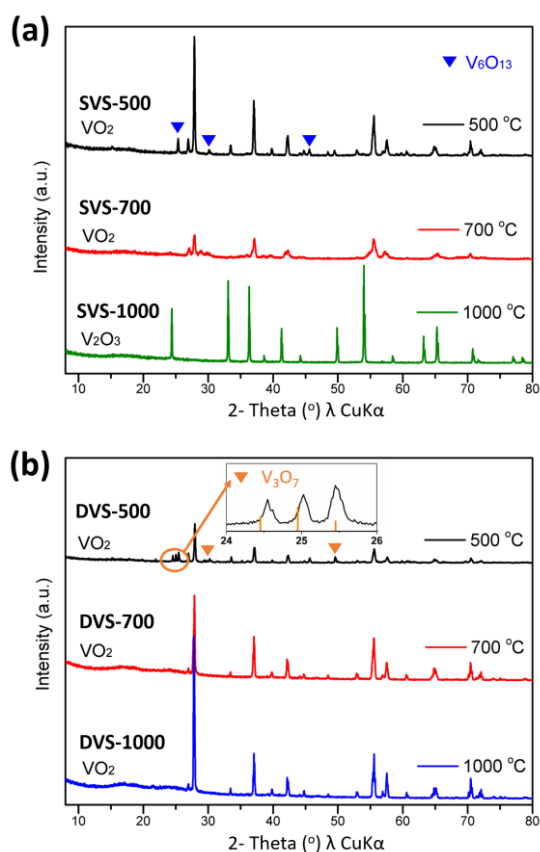 (a)
V₆O₁₃
SVS-500
VO₂
500 °C
SVS-700
VO₂
700 °C
SVS-1000
V₂O₃
1000 °C
Intensity (a.u.)
10 20 30 40 50 60 70 80
2- Theta (°) λ CuKα
(b)
V₃O₇
24 25 26
DVS-500
VO₂
500 °C
DVS-700
VO₂
700 °C
DVS-1000
VO₂
1000 °C
Intensity (a.u.)
10 20 30 40 50 60 70 80
2- Theta (°) λ CuKα